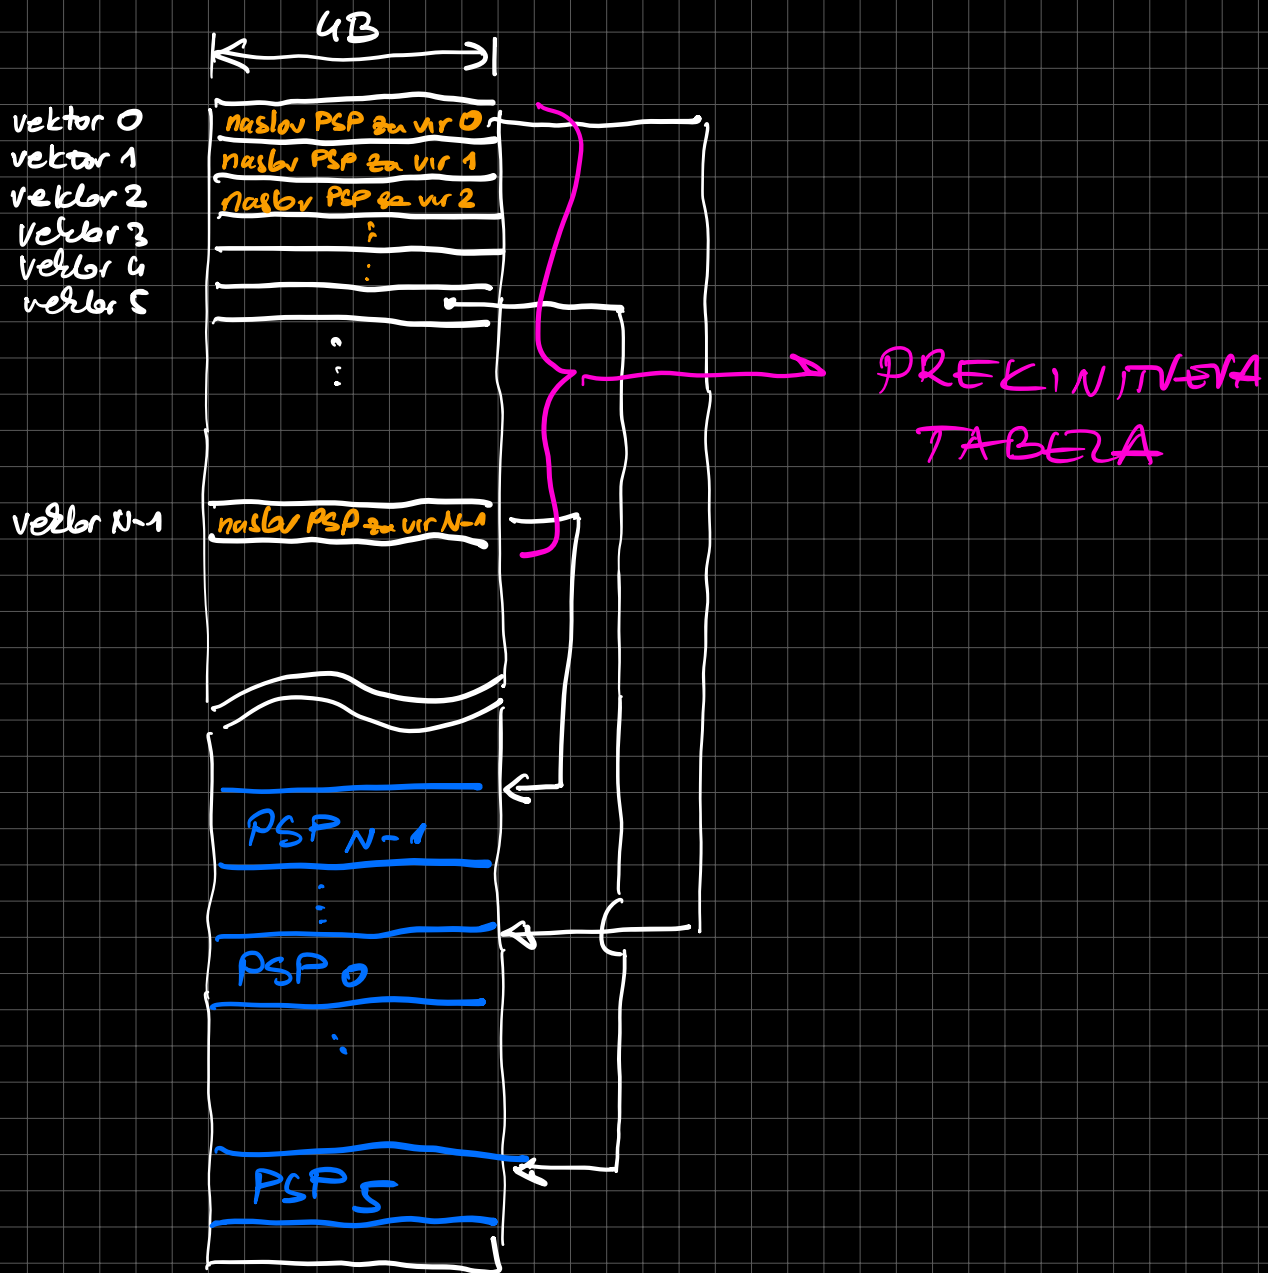 4B
vektor 0 naslov PSP za vir 0
vektor 1 naslov PSP za vir 1
vektor 2 naslov PSP za vir 2
vektor 3
vektor 4
vektor 5
PREKINITVENA
TABELA
vektor N-1 naslov PSP za vir N-1
PSP N-1
PSP 0
PSP 5